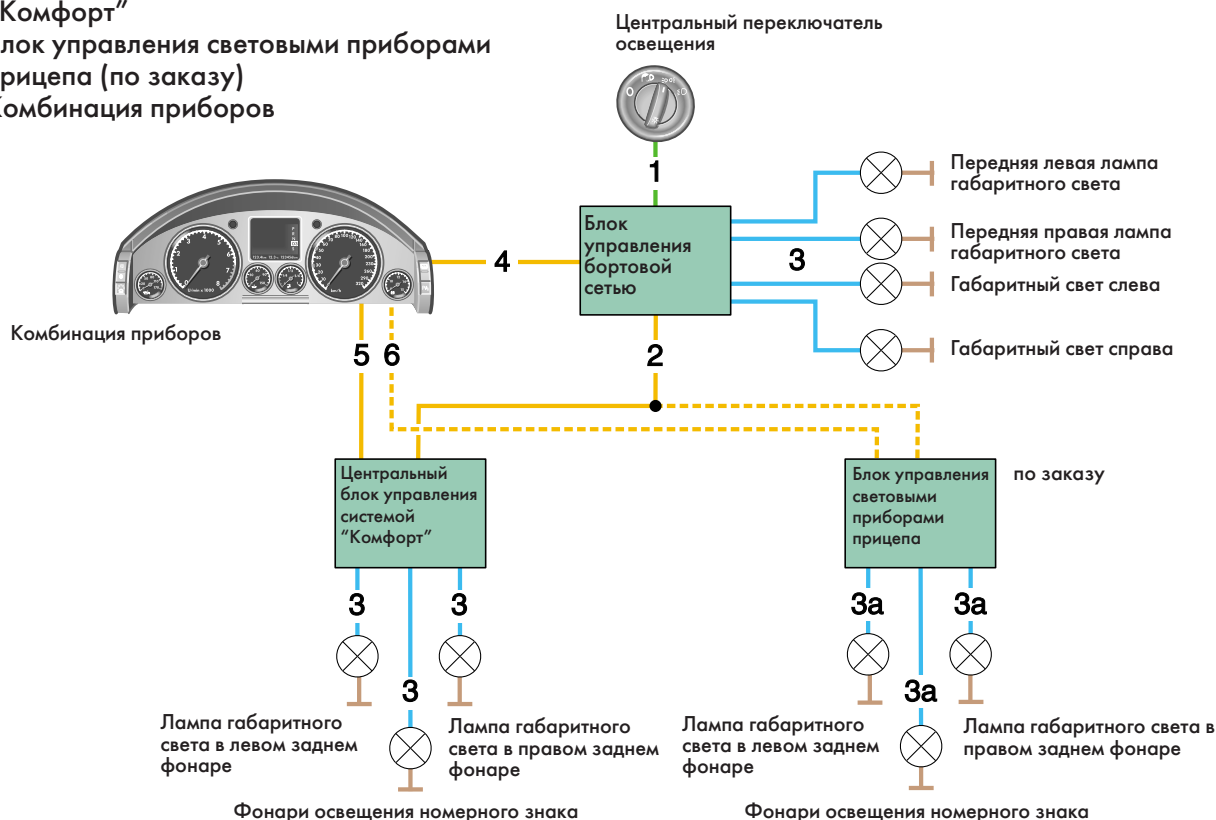 “Комфорт”
лок управления световыми приборами
рицепа (по заказу)
Комбинация приборов
Центральный переключатель
освещения
0
1
Блок
управления
бортовой
сетью
Передняя левая лампа
габаритного света
Передняя правая лампа
габаритного света
3
Габаритный свет слева
Габаритный свет справа
4
Комбинация приборов
5 6
2
Центральный
блок управления
системой
“Комфорт”
Блок управления
световыми
приборами
прицепа
по заказу
3
3
3а
3а
3
3а
Лампа габаритного
света в левом заднем
фонаре
Лампа габаритного
света в правом заднем
фонаре
Лампа габаритного
света в левом заднем
фонаре
Лампа габаритного света в
правом заднем фонаре
Фонари освещения номерного знака
Фонари освещения номерного знака